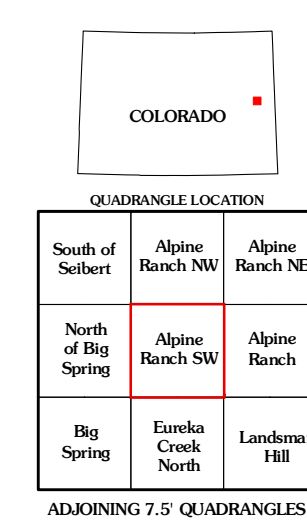 COLORADO
QUADRANGLE LOCATION
South of
Seibert
Alpine
Ranch NW
Alpine
Ranch NE
North
of Big
Spring
Alpine
Ranch SW
Alpine
Ranch
Big
Spring
Eureka
Creek
North
Landsma
Hill
ADJOINING 7.5' QUADRANGLES